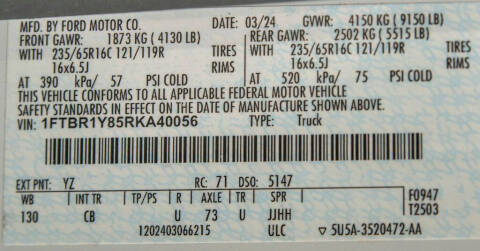 MFD. BY FORD MOTOR CO. DATE: 03/24 GVWR: 4150 KG ( 9150 LB)
FRONT GAWR: 1873 KG ( 4130 LB) REAR GAWR: 2502 KG ( 5515 LB)
WITH 235/65R16C 121/119R TIRES WITH 235/65R16C 121/119R TIRES
16x6.5J RIMS 16x6.5J RIMS
AT 390 kPa/ 57 PSI COLD AT 520 kPa/ 75 PSI COLD
THIS VEHICLE CONFORMS TO ALL APPLICABLE FEDERAL MOTOR VEHICLE
SAFETY STANDARDS IN EFFECT ON THE DATE OF MANUFACTURE SHOWN ABOVE.
VIN: 1FTBR1Y85RKA40056 TYPE: Truck
EXT PNT: YZ RC: 71 DSO: 5147
WB INT TR TP/PS R AXLE TR SPR F0947
130 CB U 73 U JJHH T2503
1202403066215 ULC ▽ 5U5A-3520472-AA